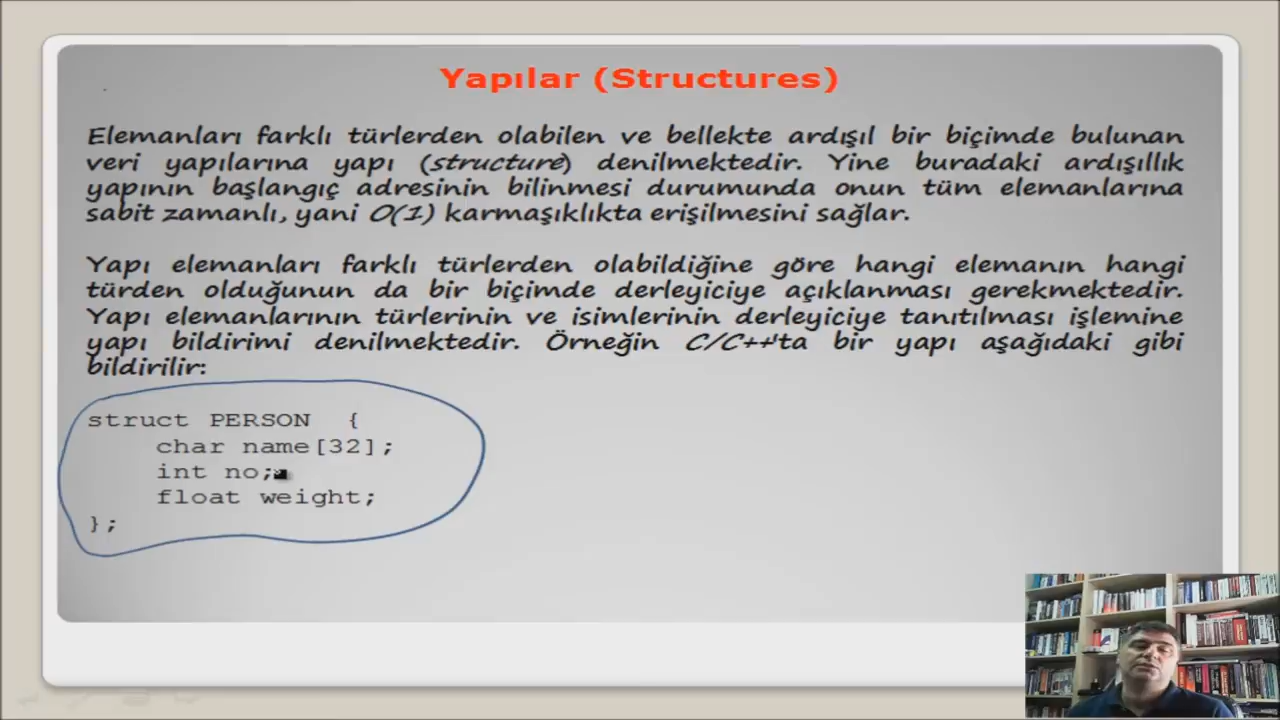 Yapılar (Structures)
Elemanları farklı türlerden olabilen ve bellekte ardışıl bir biçimde bulunan
veri yapılarına yapı (structure) denilmektedir. Yine buradaki ardışıllık
yapının başlangıç adresinin bilinmesi durumunda onun tüm elemanlarına
sabit zamanlı, yani O(1) karmaşıklıkta erişilmesini sağlar.
Yapı elemanları farklı türlerden olabildiğine göre hangi elemanın hangi
türden olduğunun da bir biçimde derleyiciye açıklanması gerekmektedir.
Yapı elemanlarının türlerinin ve isimlerinin derleyiciye tanıtılması işlemine
yapı bildirimi denilmektedir. Örneğin C/C++'ta bir yapı aşağıdaki gibi
bildirilir:
struct PERSON {
char name[32];
int no;
float weight;
};